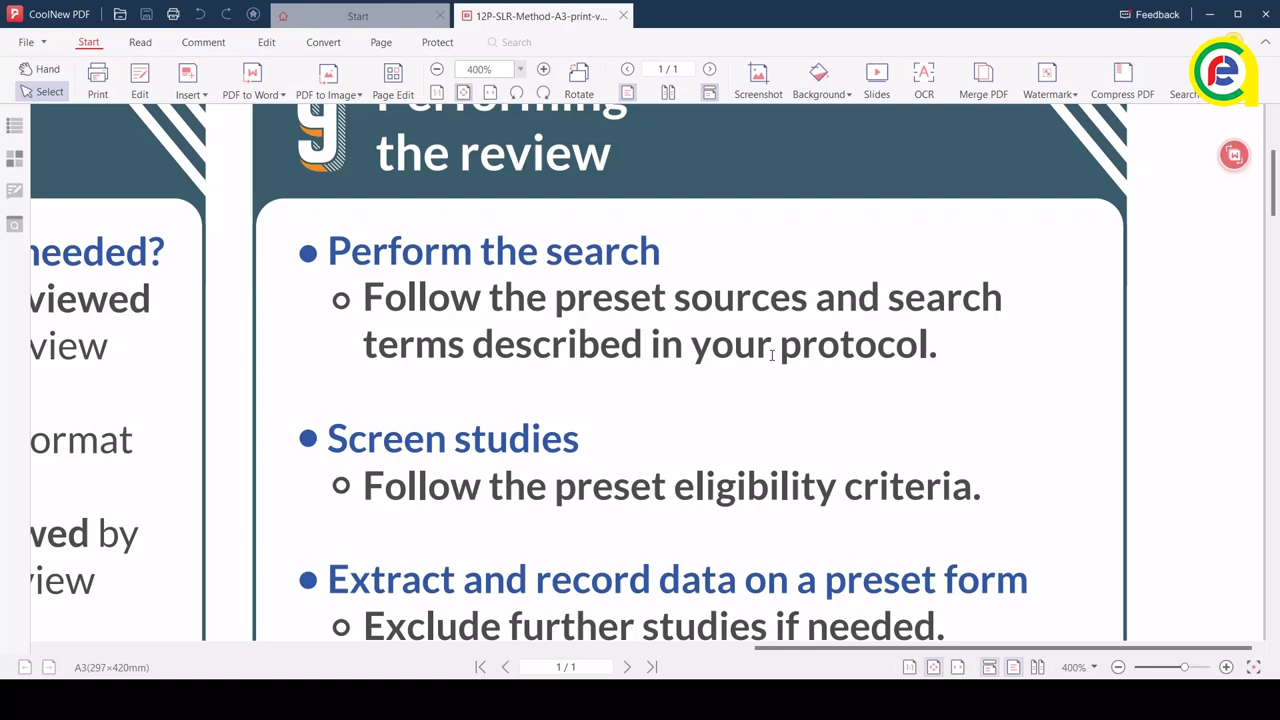 CoolNew PDF
Start
12P-SLR-Method-A3-print-v...
Feedback
File Start Read Comment Edit Convert Page Protect Search
Hand
Select
Print Edit Insert PDF to Word PDF to Image Page Edit
400%
Rotate
1 / 1
Screenshot Background Slides OCR Merge PDF Watermark Compress PDF Sear
9 Performing
the review
needed?
viewed
view
ormat
wed by
view
Perform the search
Follow the preset sources and search
terms described in your protocol.
Screen studies
Follow the preset eligibility criteria.
Extract and record data on a preset form
Exclude further studies if needed.
A3(297×420mm)
1 / 1
400%